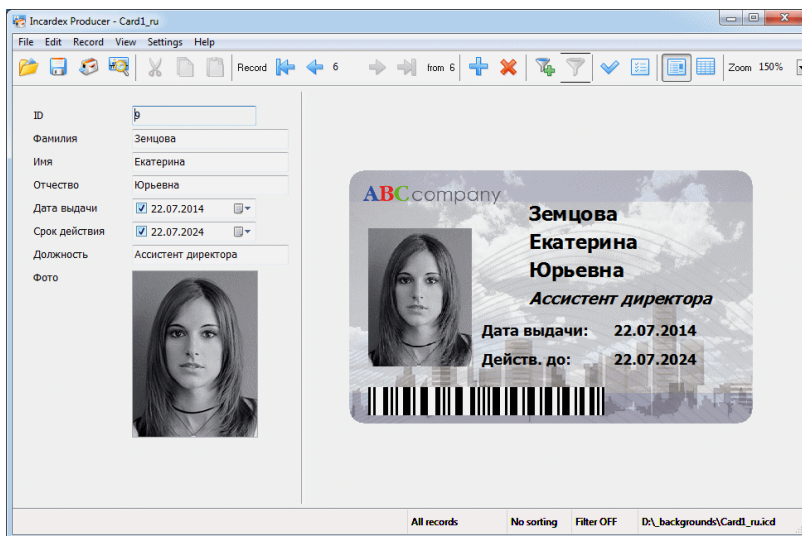 Incardex Producer - Card1_ru
File Edit Record View Settings Help
Record 6 from 6 Zoom 150%
ID 9
Фамилия Земцова
Имя Екатерина
Отчество Юрьевна
Дата выдачи 22.07.2014
Срок действия 22.07.2024
Должность Ассистент директора
Фото
ABCcompany
Земцова
Екатерина
Юрьевна
Ассистент директора
Дата выдачи: 22.07.2014
Действ. до: 22.07.2024
All records No sorting Filter OFF D:\_backgrounds\Card1_ru.icd